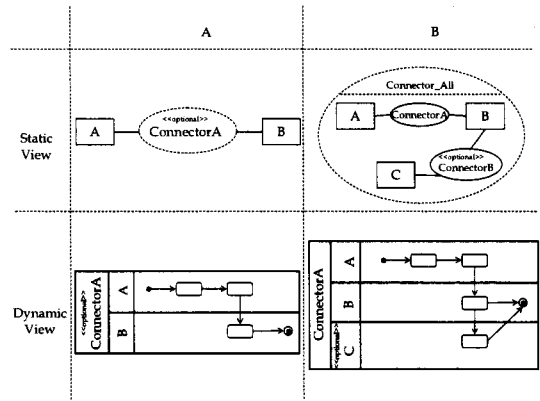 A
B
Static
View
A
<<optional>>
ConnectorA
B
Connector_All
A
ConnectorA
B
C
<<optional>>
ConnectorB
Dynamic
View
<<optional>>
ConnectorA
A
B
ConnectorA
A
B
<<optional>>
C